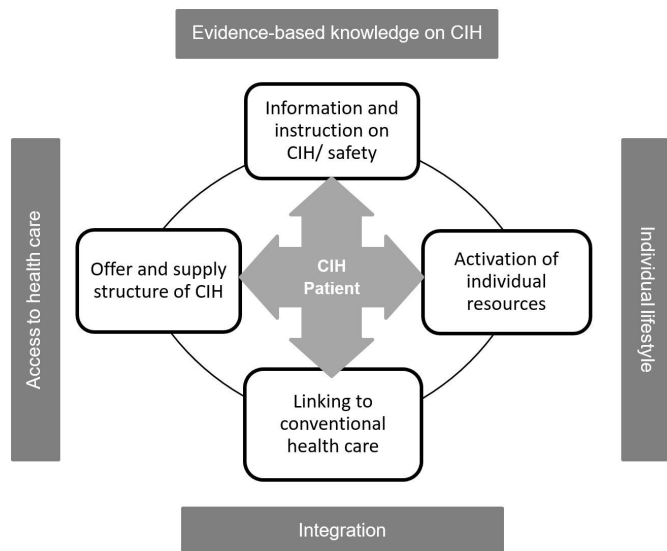 Evidence-based knowledge on CIH
Information and
instruction on
CIH/ safety
Access to health care
Offer and supply
structure of CIH
CIH
Patient
Activation of
individual
resources
Individual lifestyle
Linking to
conventional
health care
Integration